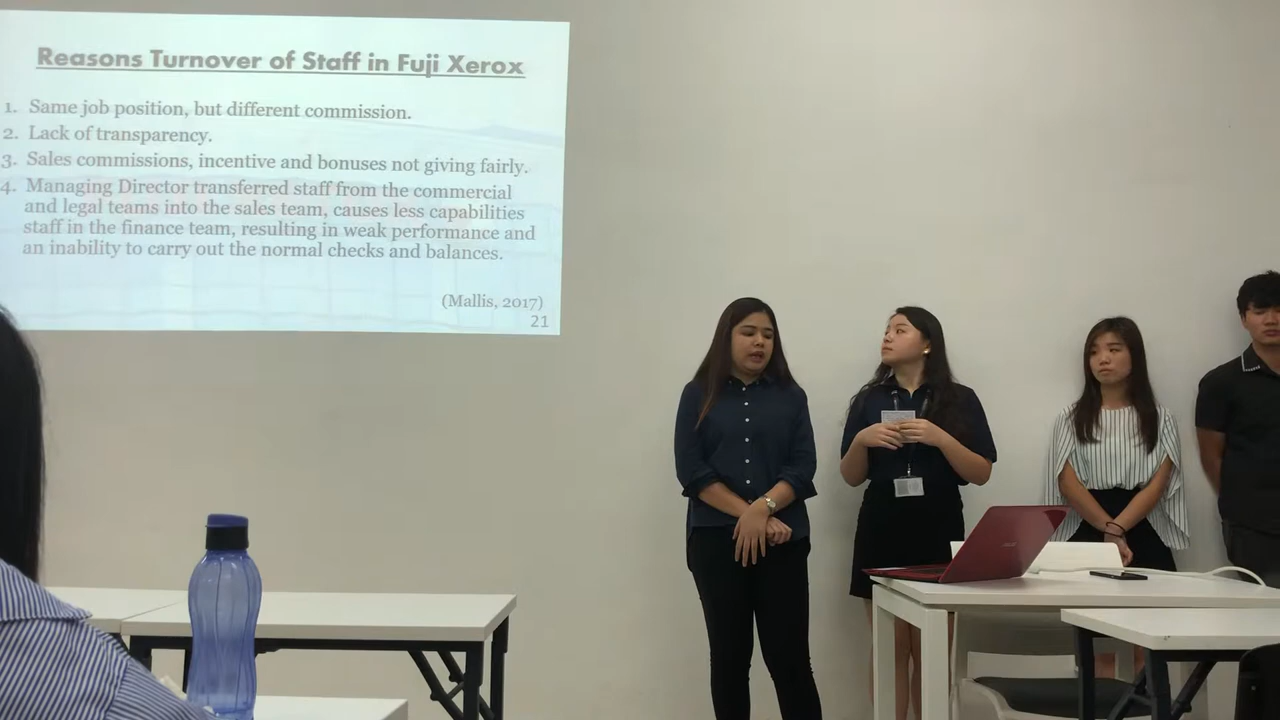 Reasons Turnover of Staff in Fuji Xerox
1. Same job position, but different commission.
2. Lack of transparency.
3. Sales commissions, incentive and bonuses not giving fairly.
4. Managing Director transferred staff from the commercial
and legal teams into the sales team, causes less capabilities
staff in the finance team, resulting in weak performance and
an inability to carry out the normal checks and balances.
(Mallis, 2017)
21